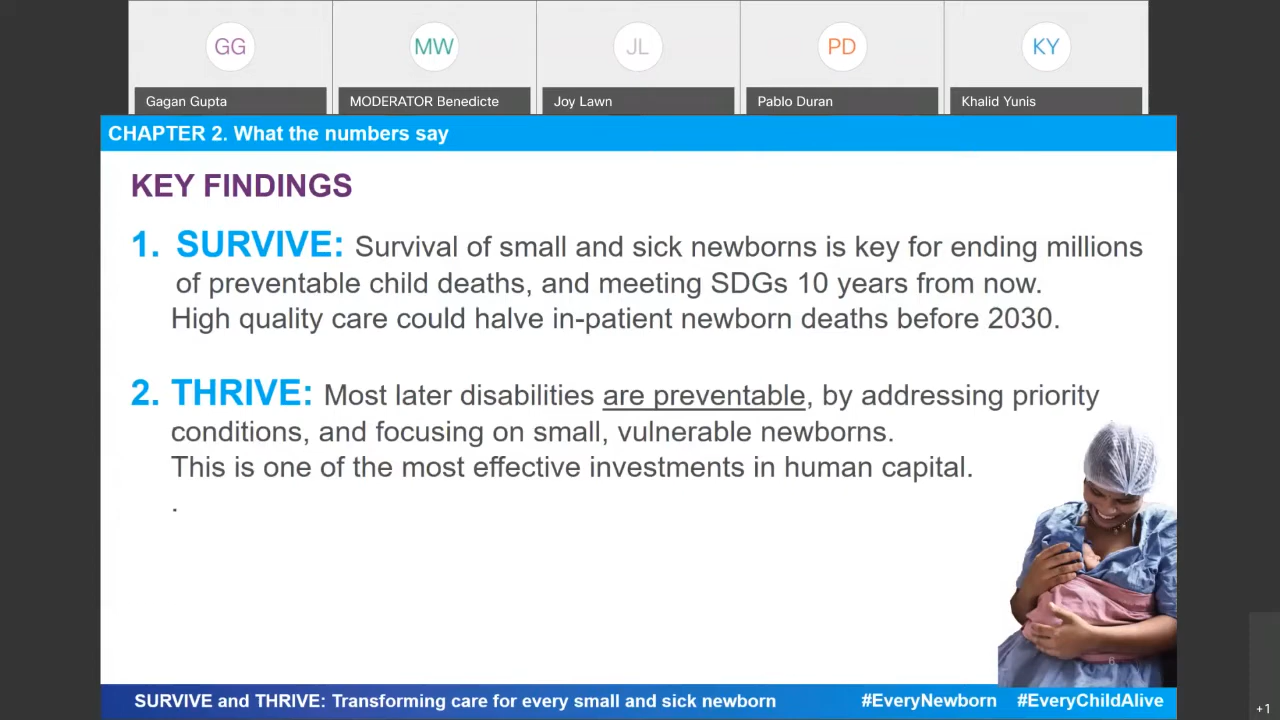 GG
MW
JL
PD
KY
Gagan Gupta
MODERATOR Benedicte
Joy Lawn
Pablo Duran
Khalid Yunis
CHAPTER 2. What the numbers say
KEY FINDINGS
1. SURVIVE: Survival of small and sick newborns is key for ending millions
of preventable child deaths, and meeting SDGs 10 years from now.
High quality care could halve in-patient newborn deaths before 2030.
2. THRIVE: Most later disabilities are preventable, by addressing priority
conditions, and focusing on small, vulnerable newborns.
This is one of the most effective investments in human capital.
.
SURVIVE and THRIVE: Transforming care for every small and sick newborn
#EveryNewborn #EveryChildAlive
+1